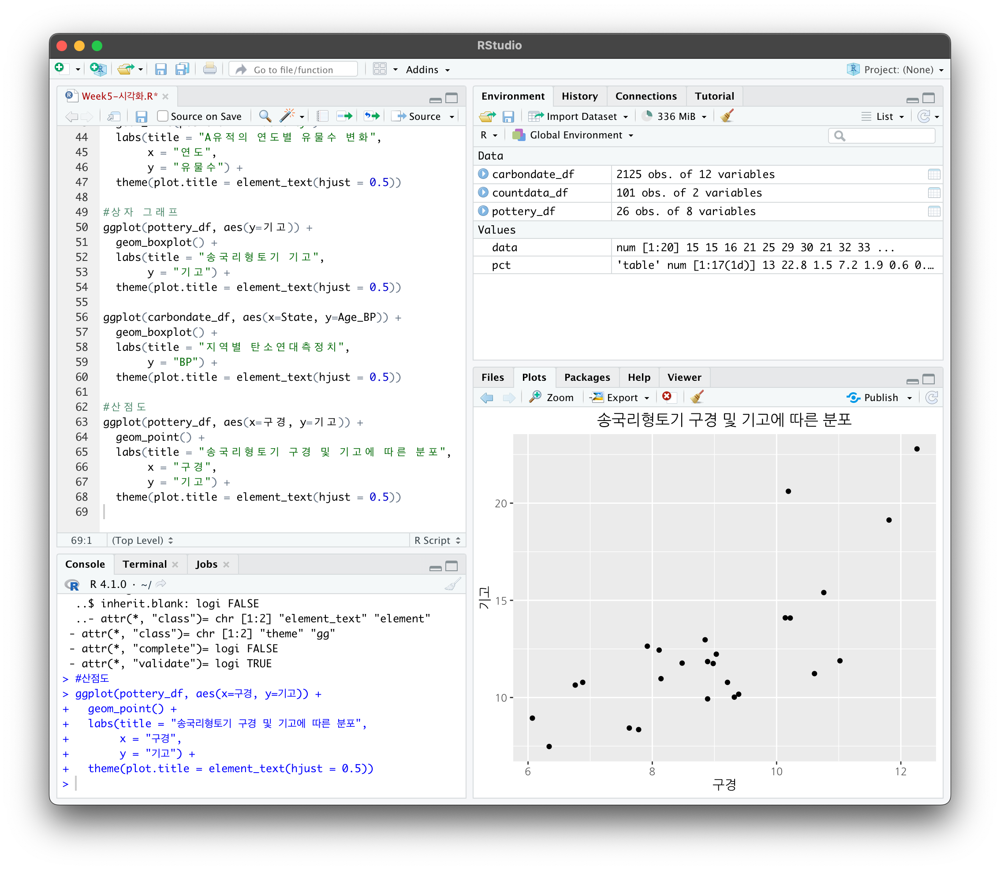 RStudio
Go to file/function
Addins
Project: (None)
Week5-시각화.R*
Source on Save
Source
44 labs(title = "A유적의 연도별 유물수 변화",
45 x = "연도",
46 y = "유물수") +
47 theme(plot.title = element_text(hjust = 0.5))
48
49 #상자 그래프
50 ggplot(pottery_df, aes(y=기고)) +
51 geom_boxplot() +
52 labs(title = "송국리형토기 기고",
53 y = "기고") +
54 theme(plot.title = element_text(hjust = 0.5))
55
56 ggplot(carbondate_df, aes(x=State, y=Age_BP)) +
57 geom_boxplot() +
58 labs(title = "지역별 탄소연대측정치",
59 y = "BP") +
60 theme(plot.title = element_text(hjust = 0.5))
61
62 #산점도
63 ggplot(pottery_df, aes(x=구경, y=기고)) +
64 geom_point() +
65 labs(title = "송국리형토기 구경 및 기고에 따른 분포",
66 x = "구경",
67 y = "기고") +
68 theme(plot.title = element_text(hjust = 0.5))
69
69:1 (Top Level) R Script
Console Terminal Jobs
R 4.1.0 · ~/
..$ inherit.blank: logi FALSE
..- attr(*, "class")= chr [1:2] "element_text" "element"
- attr(*, "class")= chr [1:2] "theme" "gg"
- attr(*, "complete")= logi FALSE
- attr(*, "validate")= logi TRUE
> #산점도
> ggplot(pottery_df, aes(x=구경, y=기고)) +
+ geom_point() +
+ labs(title = "송국리형토기 구경 및 기고에 따른 분포",
+ x = "구경",
+ y = "기고") +
+ theme(plot.title = element_text(hjust = 0.5))
>
Environment History Connections Tutorial
Import Dataset 336 MiB List
R Global Environment
Data
carbondate_df 2125 obs. of 12 variables
countdata_df 101 obs. of 2 variables
pottery_df 26 obs. of 8 variables
Values
data num [1:20] 15 15 16 21 25 29 30 21 32 33 ...
pct 'table' num [1:17(1d)] 13 22.8 1.5 7.2 1.9 0.6 0.…
Files Plots Packages Help Viewer
Zoom Export Publish
송국리형토기 구경 및 기고에 따른 분포
20
15
10
기고
6 8 10 12
구경